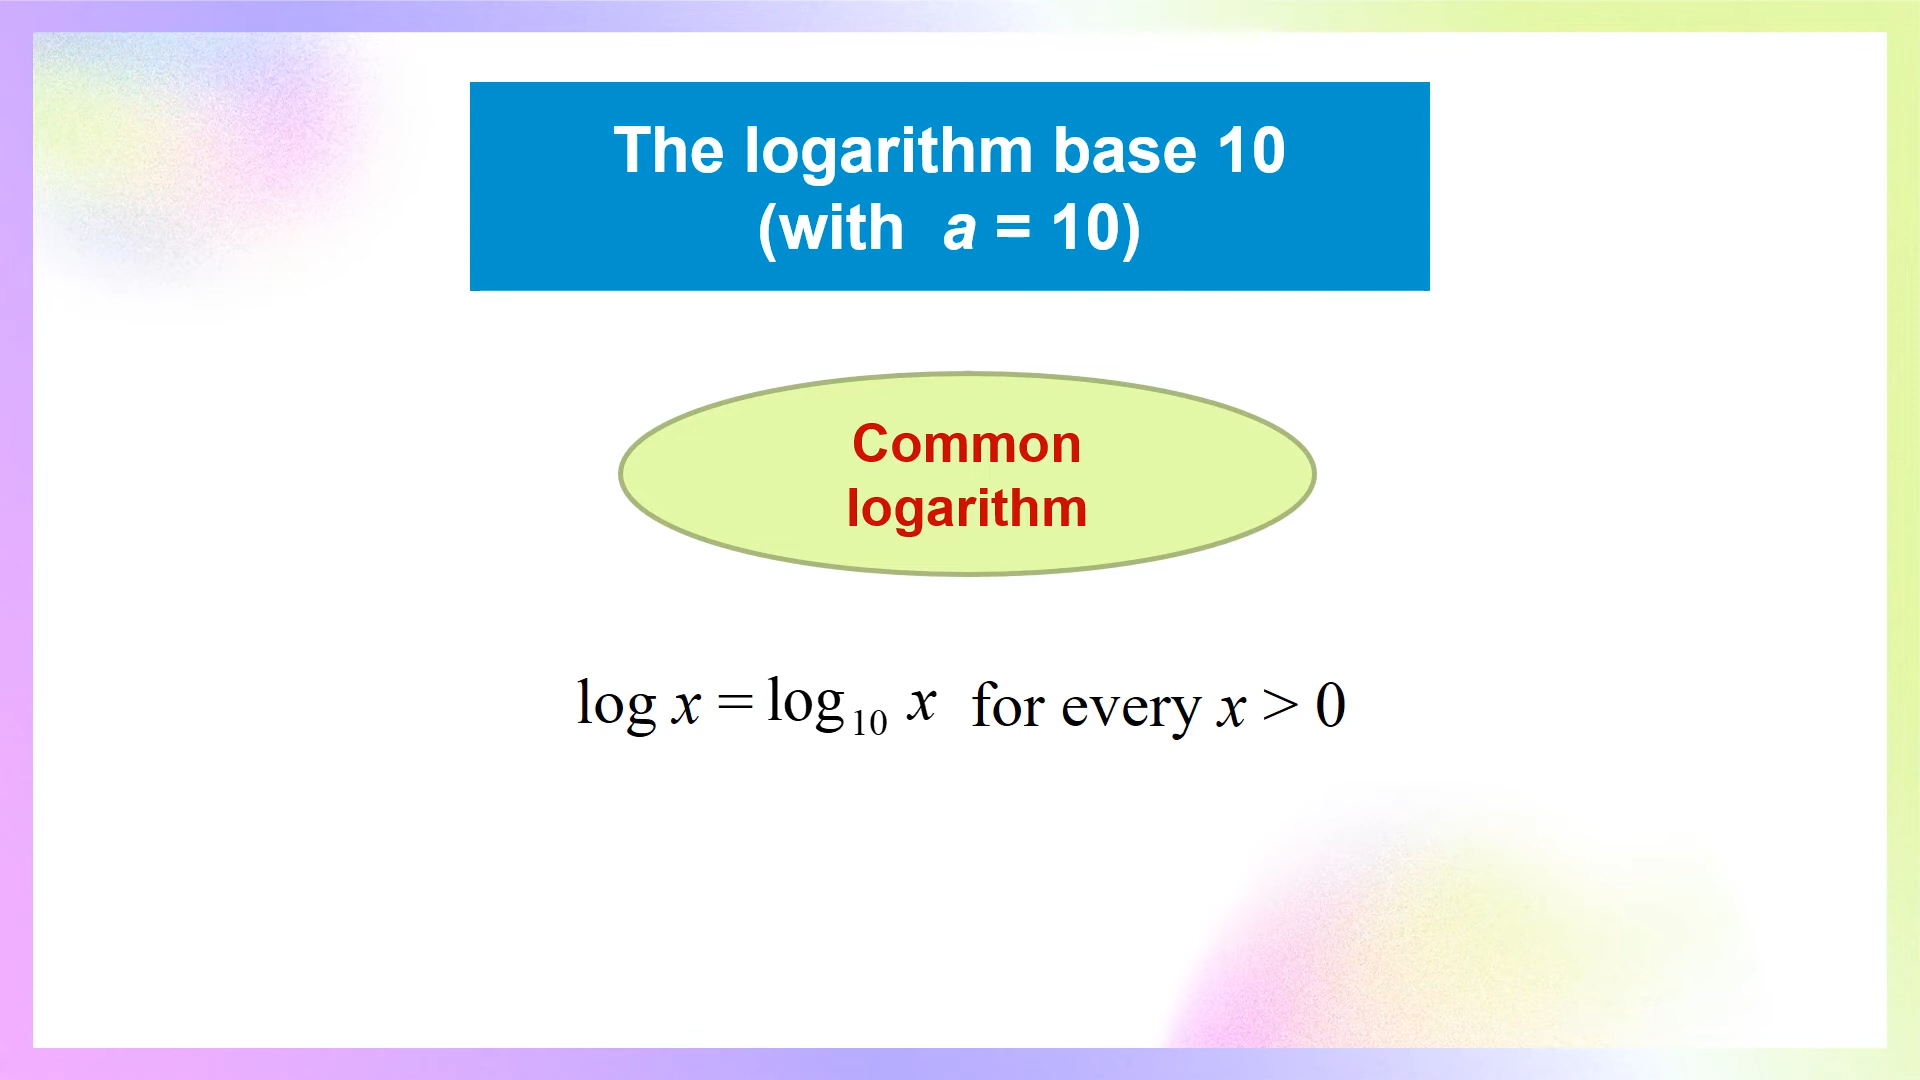 The logarithm base 10
(with a = 10)
Common
logarithm
log x = log₁₀ x for every x > 0